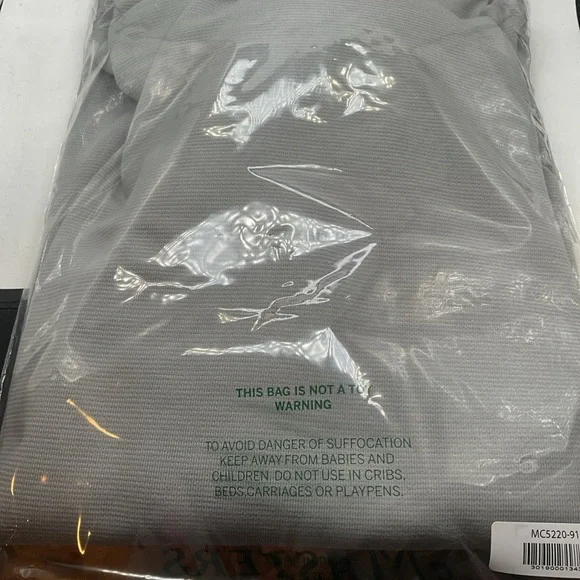 THIS BAG IS NOT A TOY
WARNING
TO AVOID DANGER OF SUFFOCATION
KEEP AWAY FROM BABIES AND
CHILDREN. DO NOT USE IN CRIBS,
BEDS,CARRIAGES OR PLAYPENS.
MC5220-91